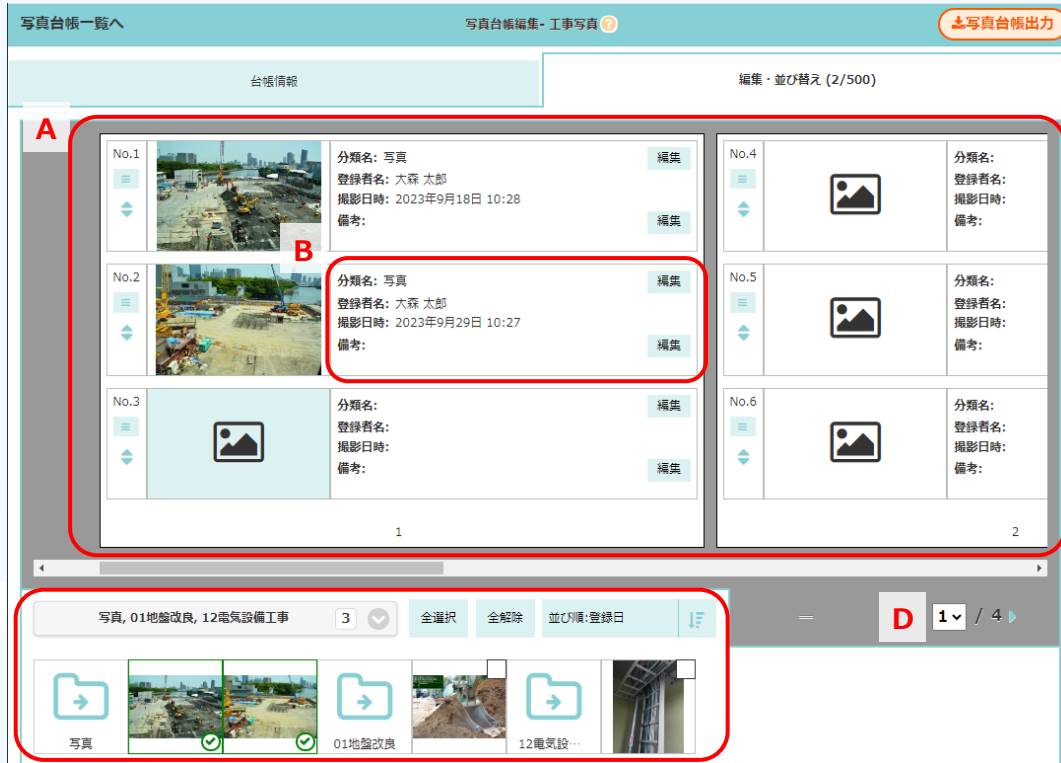 写真台帳一覧へ
写真台帳編集- 工事写真 ?
写真台帳出力
台帳情報
編集・並び替え (2/500)
A
No.1
分類名: 写真
編集
登録者名: 大森 太郎
撮影日時: 2023年9月18日 10:28
備考:
編集
B
No.2
分類名: 写真
編集
登録者名: 大森 太郎
撮影日時: 2023年9月29日 10:27
備考:
編集
No.3
分類名:
編集
登録者名:
撮影日時:
備考:
編集
1
No.4
分類名:
登録者名:
撮影日時:
備考:
No.5
分類名:
登録者名:
撮影日時:
備考:
No.6
分類名:
登録者名:
撮影日時:
備考:
2
写真, 01地盤改良, 12電気設備工事
3
全選択
全解除
並び順:登録日
D
1 / 4
写真
01地盤改良
12電気設…